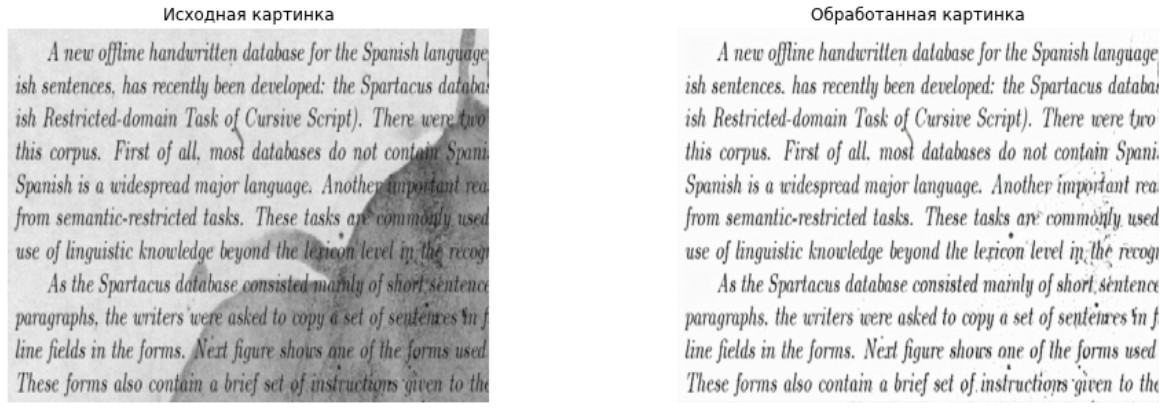 Исходная картинка
A new offline handwritten database for the Spanish language
ish sentences, has recently been developed: the Spartacus databas
ish Restricted-domain Task of Cursive Script). There were two
this corpus. First of all, most databases do not contain Spani
Spanish is a widespread major language. Another important rea
from semantic-restricted tasks. These tasks are commonly used
use of linguistic knowledge beyond the lexicon level in the recogn
As the Spartacus database consisted mainly of short sentence
paragraphs, the writers were asked to copy a set of sentences in f
line fields in the forms. Next figure shows one of the forms used
These forms also contain a brief set of instructions given to the
Обработанная картинка
A new offline handwritten database for the Spanish language
ish sentences, has recently been developed: the Spartacus databas
ish Restricted-domain Task of Cursive Script). There were two
this corpus. First of all, most databases do not contain Spani
Spanish is a widespread major language. Another important rea
from semantic-restricted tasks. These tasks are commonly used
use of linguistic knowledge beyond the lexicon level in the recogn
As the Spartacus database consisted mainly of short sentence
paragraphs, the writers were asked to copy a set of sentences in f
line fields in the forms. Next figure shows one of the forms used
These forms also contain a brief set of instructions given to the